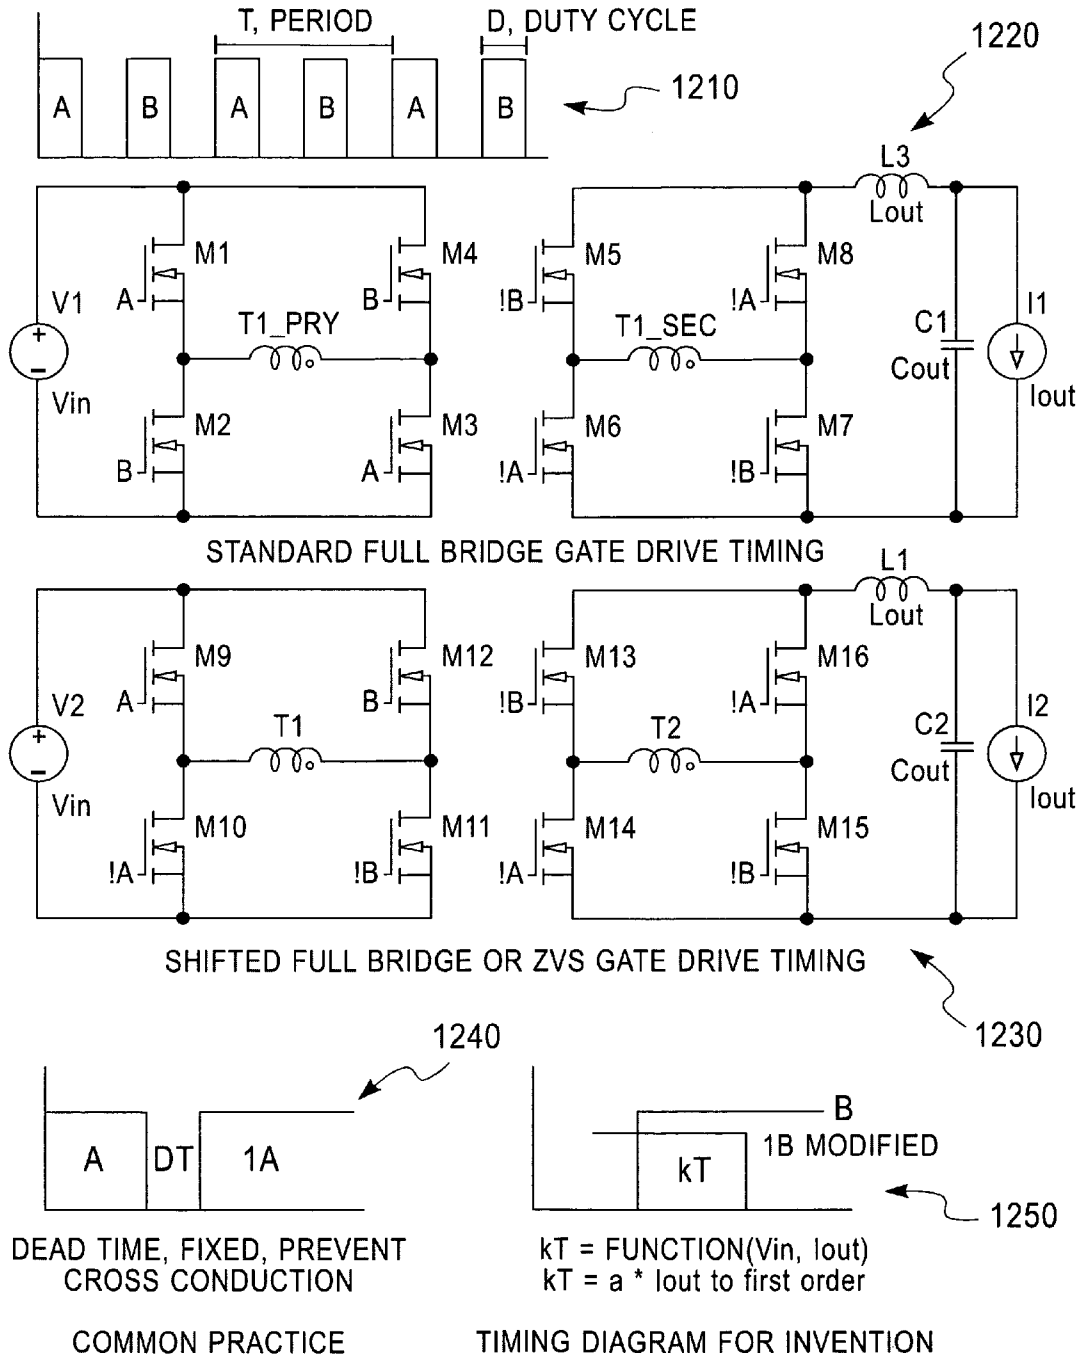 T, PERIOD
D, DUTY CYCLE
1220
A
B
A
B
A
B
1210
L3
Lout
M1
M4
M5
M8
A
B
!B
!A
V1
+
−
Vin
T1_PRY
T1_SEC
C1
Cout
I1
Iout
M2
M3
M6
M7
B
A
!A
!B
STANDARD FULL BRIDGE GATE DRIVE TIMING
L1
Lout
M9
M12
M13
M16
A
B
!B
!A
V2
+
−
Vin
T1
T2
C2
Cout
I2
Iout
M10
M11
M14
M15
!A
!B
!A
!B
SHIFTED FULL BRIDGE OR ZVS GATE DRIVE TIMING
1230
1240
A
DT
1A
B
1B MODIFIED
kT
1250
DEAD TIME, FIXED, PREVENT
CROSS CONDUCTION
kT = FUNCTION(Vin, Iout)
kT = a * Iout to first order
COMMON PRACTICE
TIMING DIAGRAM FOR INVENTION